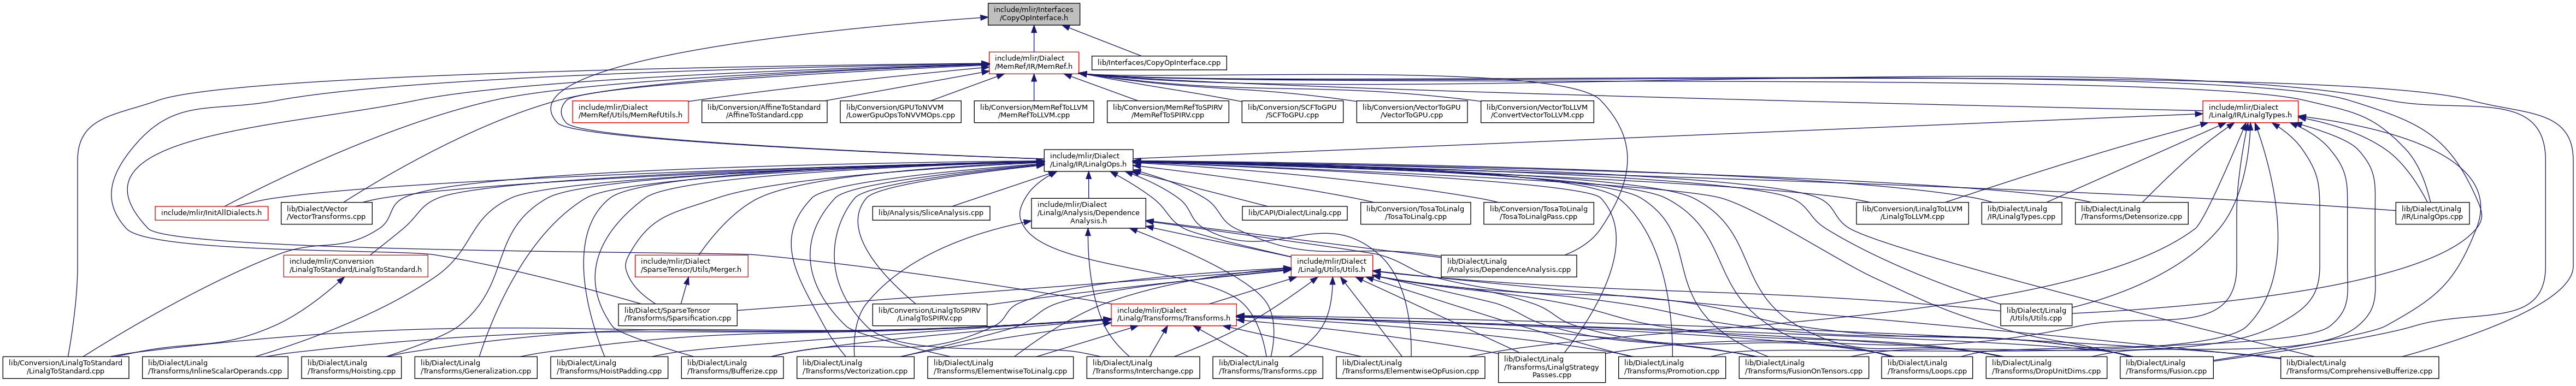 include/mlir/Interfaces
/CopyOpInterface.h
include/mlir/Dialect
/MemRef/IR/MemRef.h
lib/Interfaces/CopyOpInterface.cpp
include/mlir/Dialect
/MemRef/Utils/MemRefUtils.h
lib/Conversion/AffineToStandard
/AffineToStandard.cpp
lib/Conversion/GPUToNVVM
/LowerGpuOpsToNVVMOps.cpp
lib/Conversion/MemRefToLLVM
/MemRefToLLVM.cpp
lib/Conversion/MemRefToSPIRV
/MemRefToSPIRV.cpp
lib/Conversion/SCFToGPU
/SCFToGPU.cpp
lib/Conversion/VectorToGPU
/VectorToGPU.cpp
lib/Conversion/VectorToLLVM
/ConvertVectorToLLVM.cpp
include/mlir/Dialect
/Linalg/IR/LinalgTypes.h
include/mlir/Dialect
/Linalg/IR/LinalgOps.h
include/mlir/InitAllDialects.h
lib/Dialect/Vector
/VectorTransforms.cpp
lib/Analysis/SliceAnalysis.cpp
include/mlir/Dialect
/Linalg/Analysis/Dependence
Analysis.h
lib/CAPI/Dialect/Linalg.cpp
lib/Conversion/TosaToLinalg
/TosaToLinalg.cpp
lib/Conversion/TosaToLinalg
/TosaToLinalgPass.cpp
lib/Conversion/LinalgToLLVM
/LinalgToLLVM.cpp
lib/Dialect/Linalg
/IR/LinalgTypes.cpp
lib/Dialect/Linalg
/Transforms/Detensorize.cpp
lib/Dialect/Linalg
/IR/LinalgOps.cpp
include/mlir/Conversion
/LinalgToStandard/LinalgToStandard.h
include/mlir/Dialect
/SparseTensor/Utils/Merger.h
include/mlir/Dialect
/Linalg/Utils/Utils.h
lib/Dialect/Linalg
/Analysis/DependenceAnalysis.cpp
lib/Dialect/SparseTensor
/Transforms/Sparsification.cpp
lib/Conversion/LinalgToSPIRV
/LinalgToSPIRV.cpp
include/mlir/Dialect
/Linalg/Transforms/Transforms.h
lib/Dialect/Linalg
/Utils/Utils.cpp
lib/Conversion/LinalgToStandard
/LinalgToStandard.cpp
lib/Dialect/Linalg
/Transforms/InlineScalarOperands.cpp
lib/Dialect/Linalg
/Transforms/Hoisting.cpp
lib/Dialect/Linalg
/Transforms/Generalization.cpp
lib/Dialect/Linalg
/Transforms/HoistPadding.cpp
lib/Dialect/Linalg
/Transforms/Bufferize.cpp
lib/Dialect/Linalg
/Transforms/Vectorization.cpp
lib/Dialect/Linalg
/Transforms/ElementwiseToLinalg.cpp
lib/Dialect/Linalg
/Transforms/Interchange.cpp
lib/Dialect/Linalg
/Transforms/Transforms.cpp
lib/Dialect/Linalg
/Transforms/ElementwiseOpFusion.cpp
lib/Dialect/Linalg
/Transforms/LinalgStrategy
Passes.cpp
lib/Dialect/Linalg
/Transforms/Promotion.cpp
lib/Dialect/Linalg
/Transforms/FusionOnTensors.cpp
lib/Dialect/Linalg
/Transforms/Loops.cpp
lib/Dialect/Linalg
/Transforms/DropUnitDims.cpp
lib/Dialect/Linalg
/Transforms/Fusion.cpp
lib/Dialect/Linalg
/Transforms/ComprehensiveBufferize.cpp